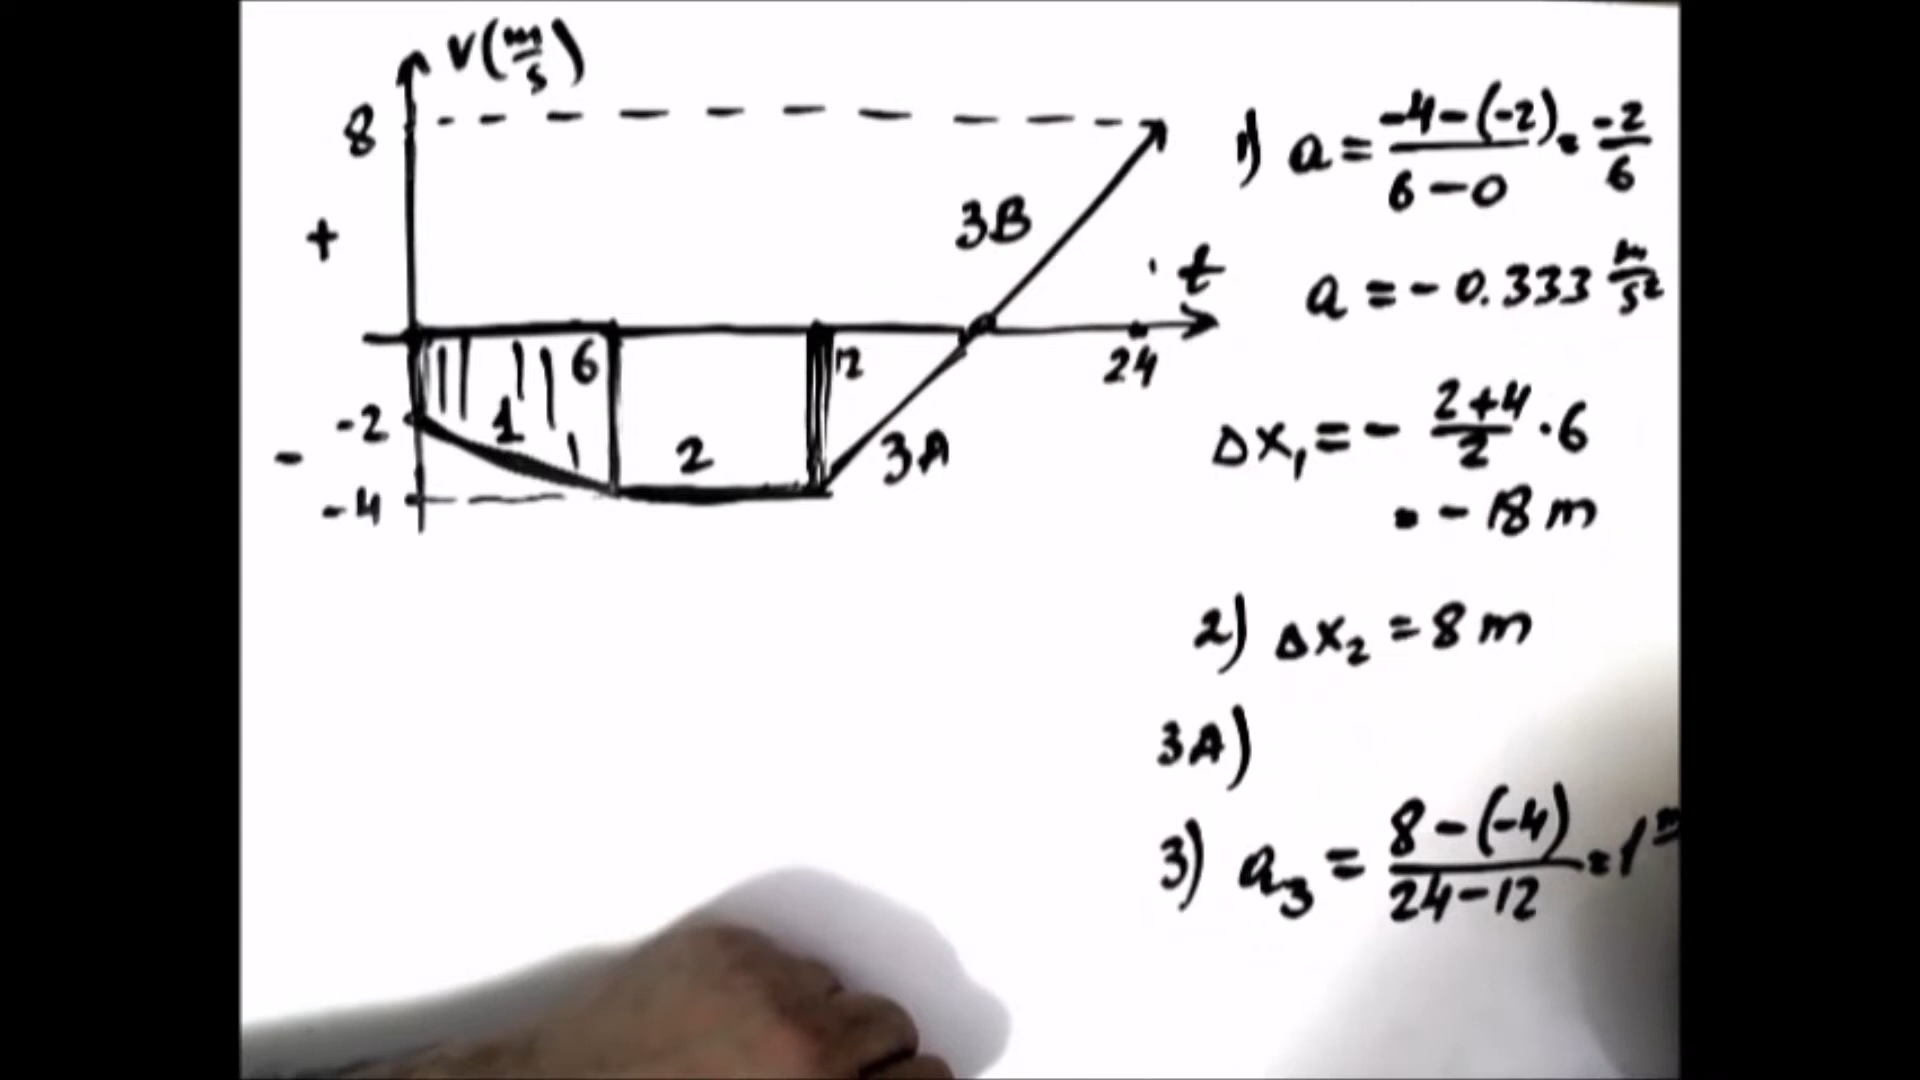 v(m/s)
8
+
3B
t
6
12
24
-2
1
2
3A
-
-4
1) a = -4-(-2)/6-0 = -2/6
a = - 0.333 m/s²
Δx₁ = - 2+4/2 · 6
= - 18 m
2) Δx₂ = 8 m
3A)
3) a₃ = 8-(-4)/24-12 = 1 m